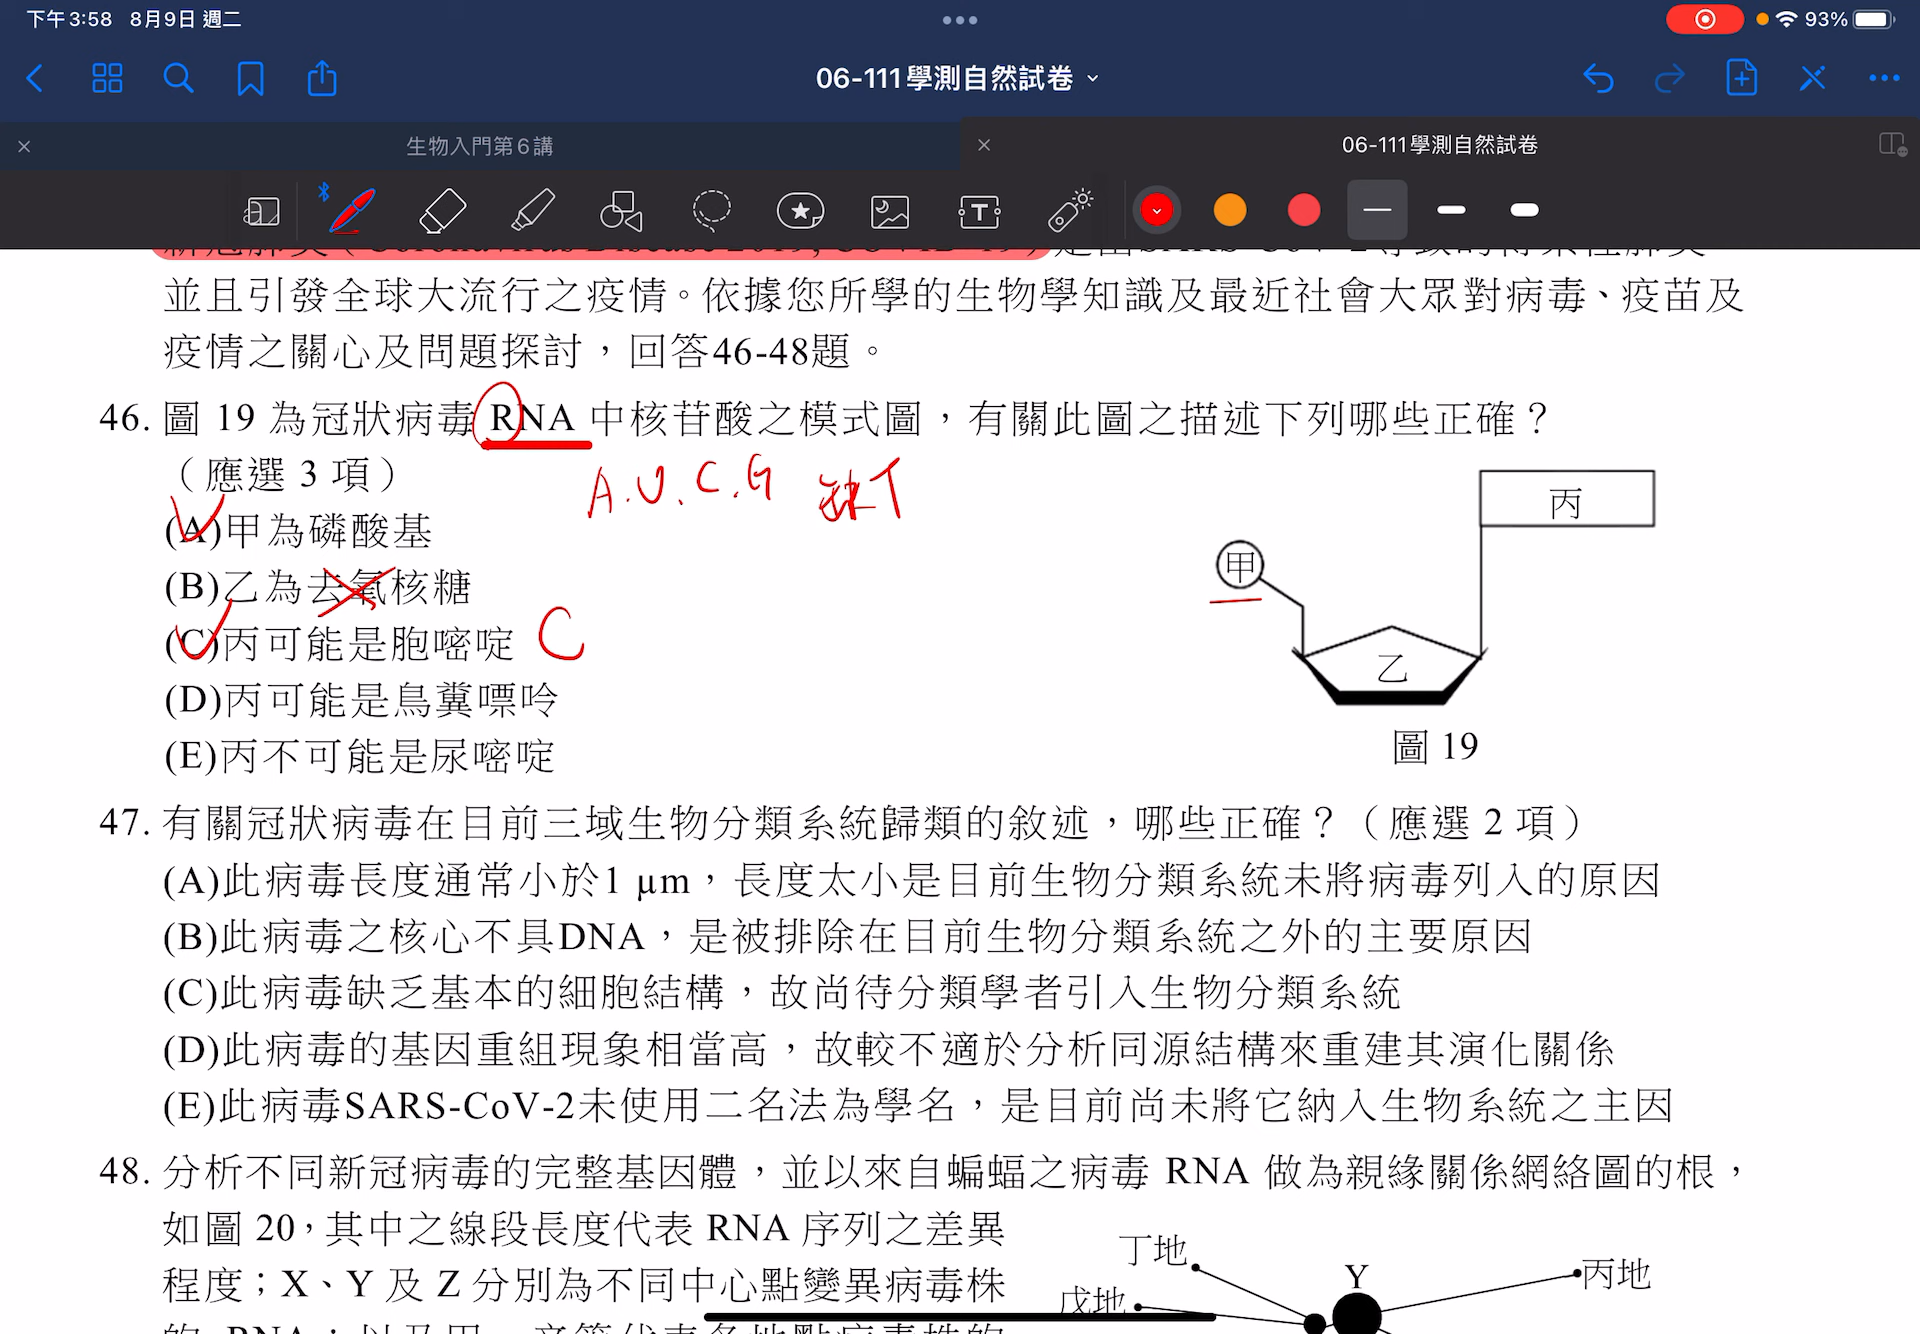 下午3:58 8月9日 週二
93%
06-111學測自然試卷
生物入門第6講
06-111學測自然試卷
並且引發全球大流行之疫情。依據您所學的生物學知識及最近社會大眾對病毒、疫苗及
疫情之關心及問題探討，回答46-48題。
46. 圖 19 為冠狀病毒 RNA 中核苷酸之模式圖，有關此圖之描述下列哪些正確？
（應選 3 項）
A.U.C.G 缺T
(A)甲為磷酸基
(B)乙為去氧核糖
(C)丙可能是胞嘧啶 C
(D)丙可能是鳥糞嘌呤
(E)丙不可能是尿嘧啶
丙
甲
乙
圖 19
47. 有關冠狀病毒在目前三域生物分類系統歸類的敘述，哪些正確？（應選 2 項）
(A)此病毒長度通常小於1 μm，長度太小是目前生物分類系統未將病毒列入的原因
(B)此病毒之核心不具DNA，是被排除在目前生物分類系統之外的主要原因
(C)此病毒缺乏基本的細胞結構，故尚待分類學者引入生物分類系統
(D)此病毒的基因重組現象相當高，故較不適於分析同源結構來重建其演化關係
(E)此病毒SARS-CoV-2未使用二名法為學名，是目前尚未將它納入生物系統之主因
48. 分析不同新冠病毒的完整基因體，並以來自蝙蝠之病毒 RNA 做為親緣關係網絡圖的根，
如圖 20，其中之線段長度代表 RNA 序列之差異
程度；X、Y 及 Z 分別為不同中心點變異病毒株
丁地
Y
丙地
戊地